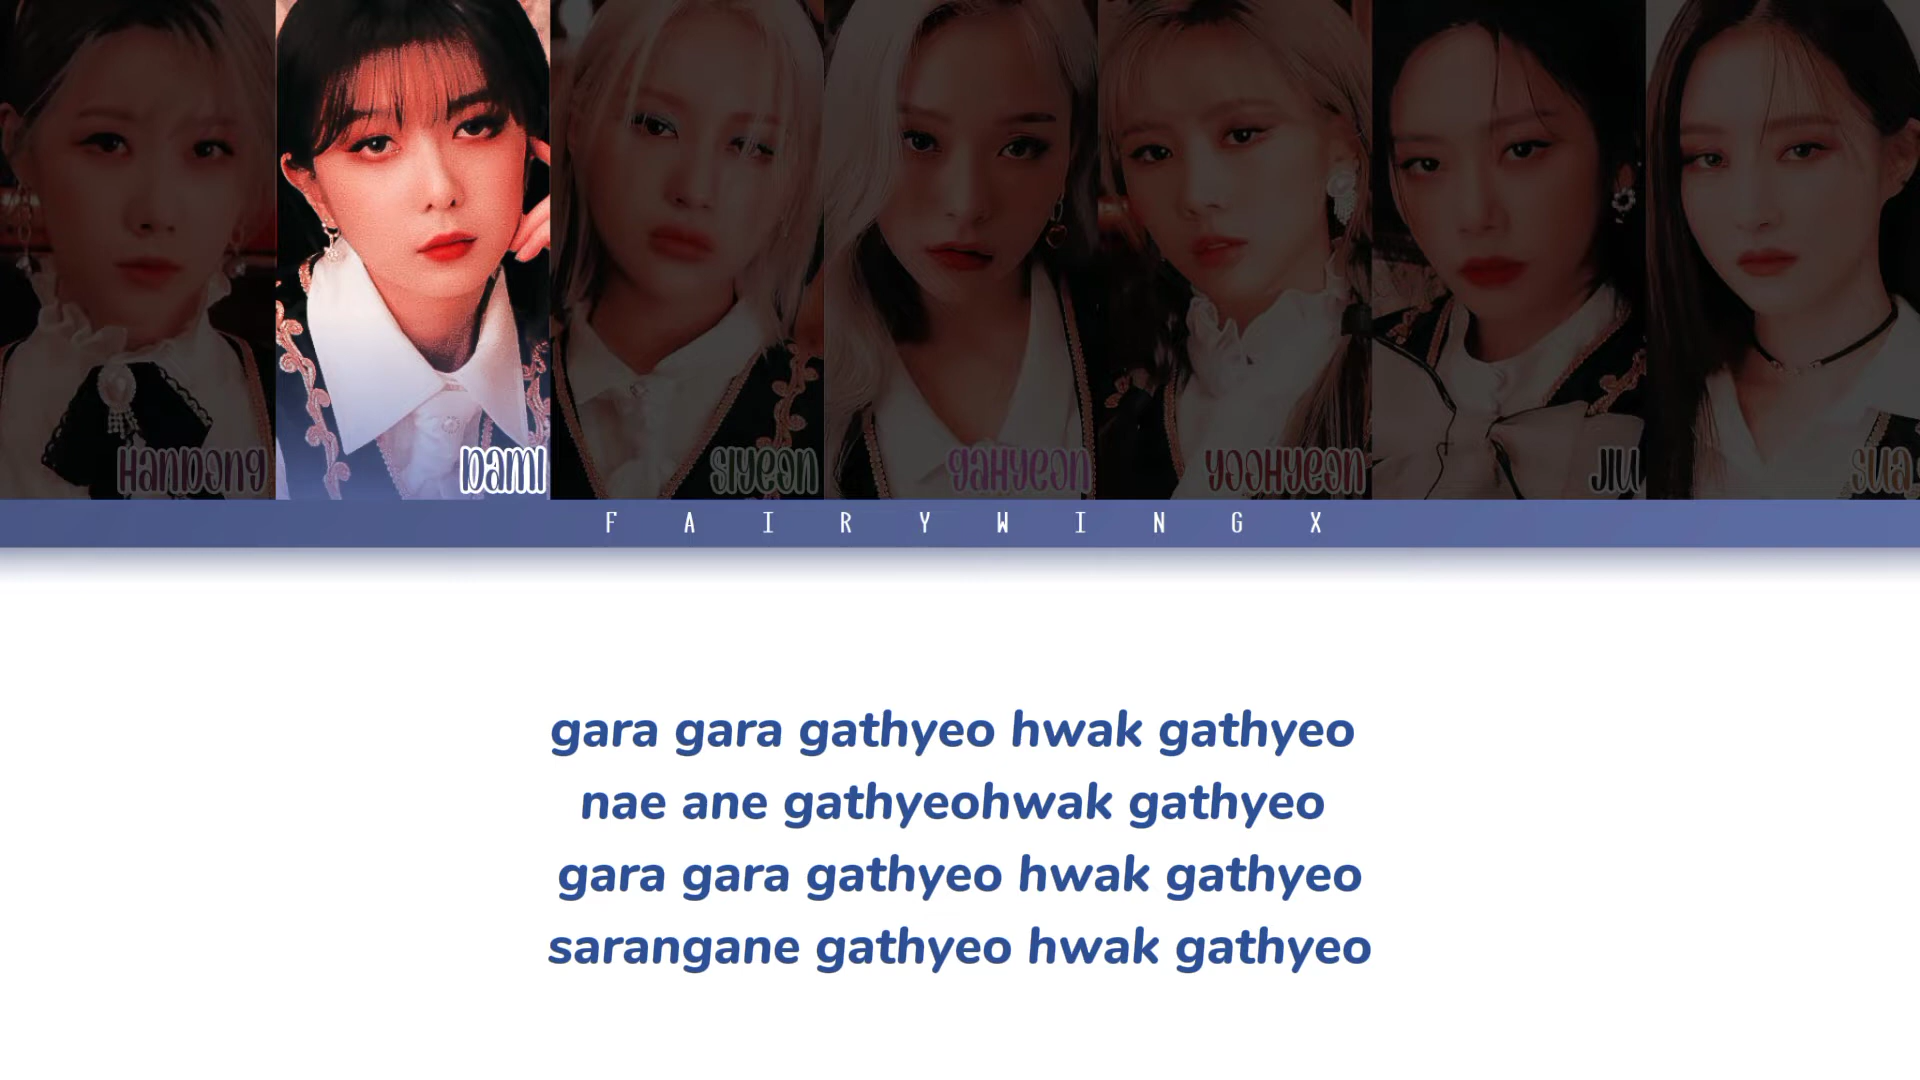 HANDONG DAMI SIYEON GAHYEON YOOHYEON JIU SUA
FAIRYWINGX
gara gara gathyeo hwak gathyeo
nae ane gathyeohwak gathyeo
gara gara gathyeo hwak gathyeo
sarangane gathyeo hwak gathyeo